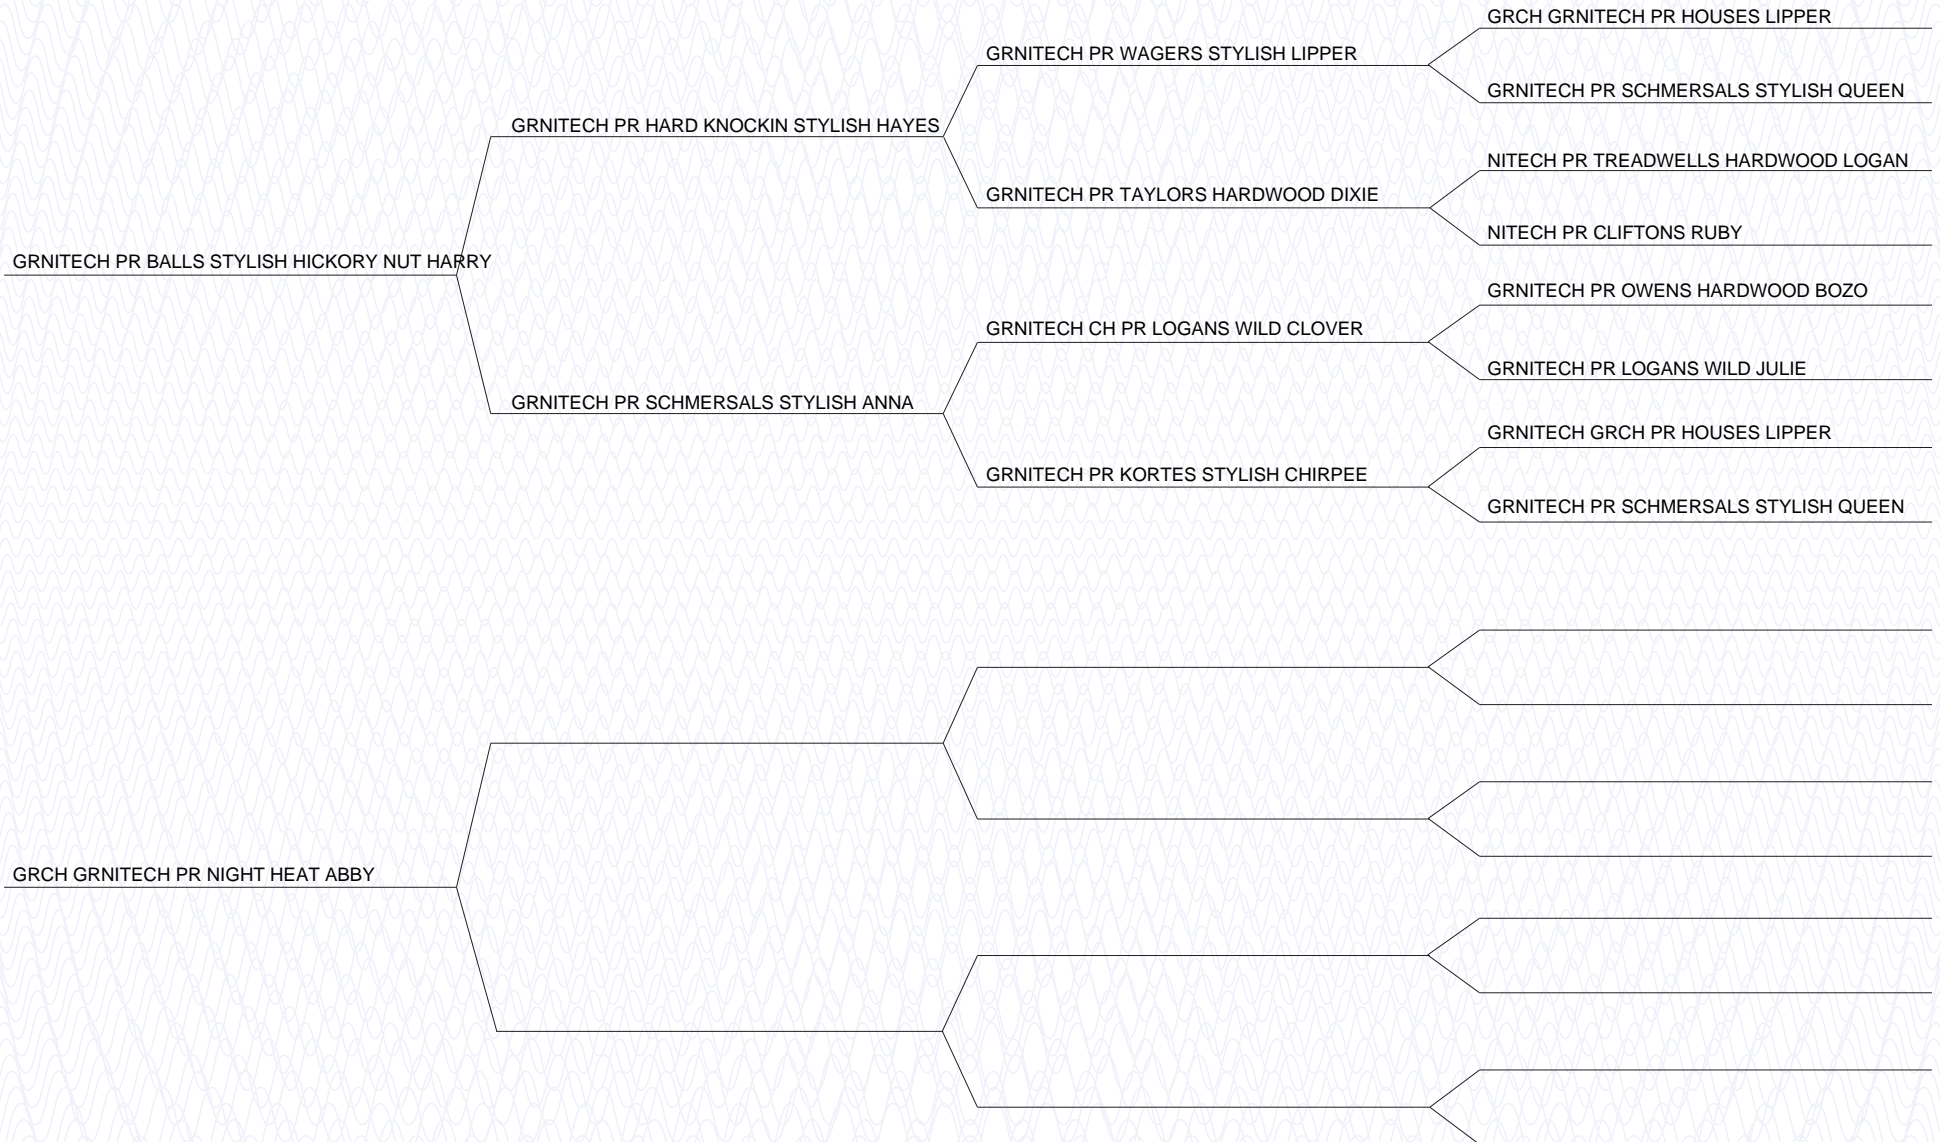 GRCH GRNITECH PR HOUSES LIPPER
GRNITECH PR WAGERS STYLISH LIPPER
GRNITECH PR SCHMERSALS STYLISH QUEEN
GRNITECH PR HARD KNOCKIN STYLISH HAYES
NITECH PR TREADWELLS HARDWOOD LOGAN
GRNITECH PR TAYLORS HARDWOOD DIXIE
NITECH PR CLIFTONS RUBY
GRNITECH PR BALLS STYLISH HICKORY NUT HARRY
GRNITECH PR OWENS HARDWOOD BOZO
GRNITECH CH PR LOGANS WILD CLOVER
GRNITECH PR LOGANS WILD JULIE
GRNITECH PR SCHMERSALS STYLISH ANNA
GRNITECH GRCH PR HOUSES LIPPER
GRNITECH PR KORTES STYLISH CHIRPEE
GRNITECH PR SCHMERSALS STYLISH QUEEN
GRCH GRNITECH PR NIGHT HEAT ABBY